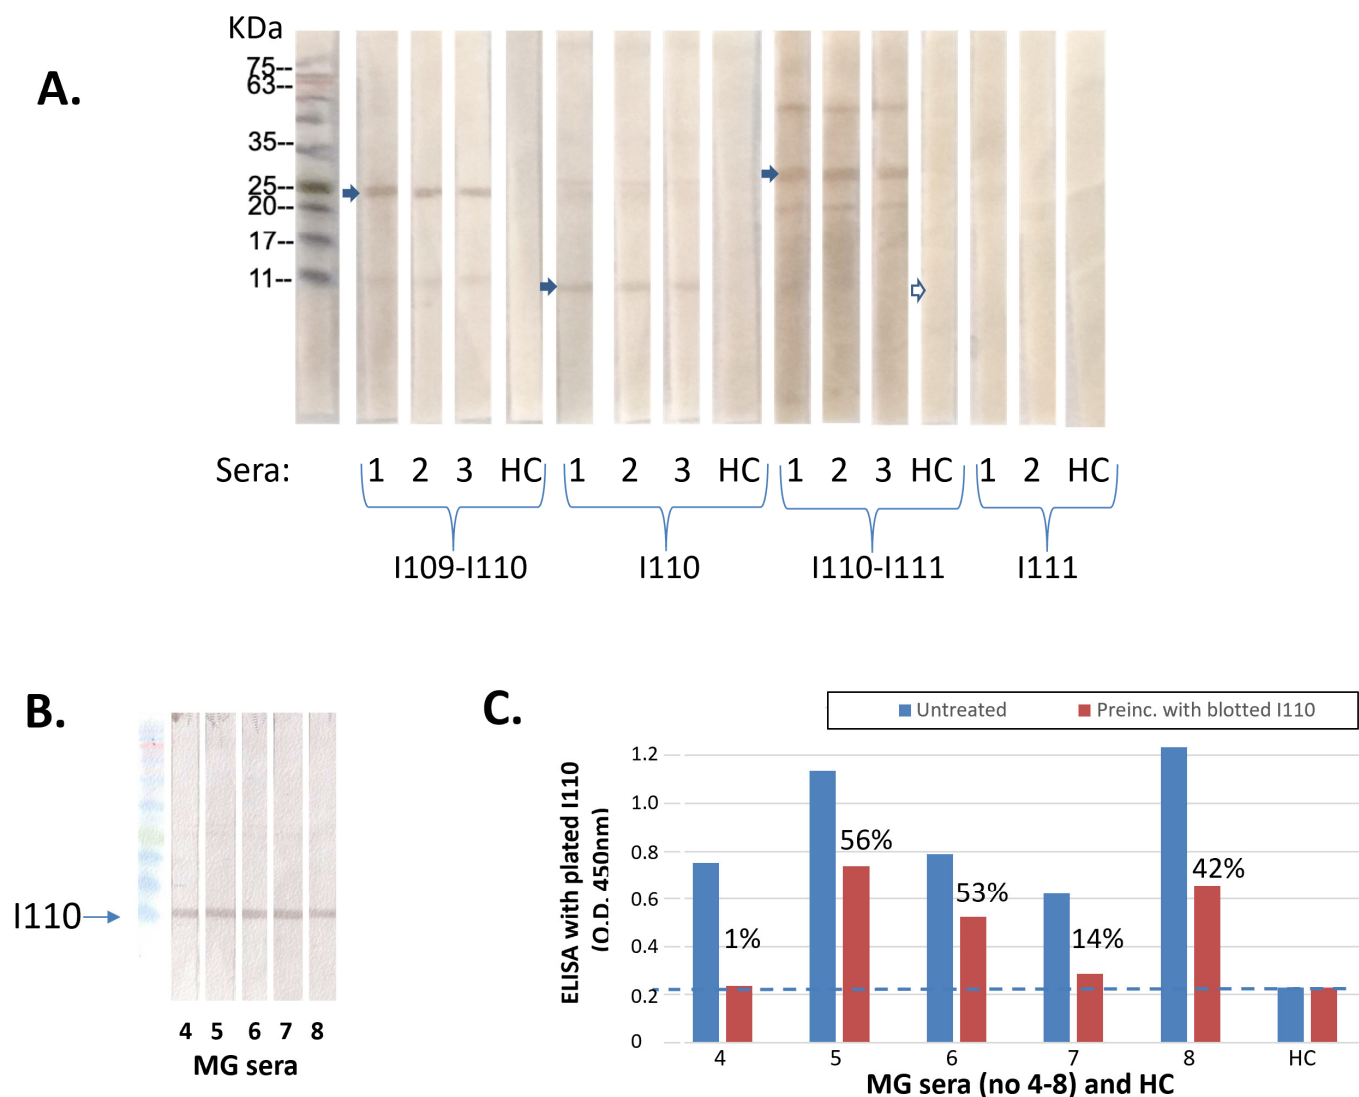 A.
KDa
75--
63--
35--
25--
20--
17--
11--
Sera: 1 2 3 HC 1 2 3 HC 1 2 3 HC 1 2 HC
I109-I110 I110 I110-I111 I111
B.
I110
4 5 6 7 8
MG sera
C.
Untreated Preinc. with blotted I110
ELISA with plated I110
(O.D. 450nm)
1.2
1.0
0.8
0.6
0.4
0.2
0
1%
56%
53%
14%
42%
4 5 6 7 8 HC
MG sera (no 4-8) and HC